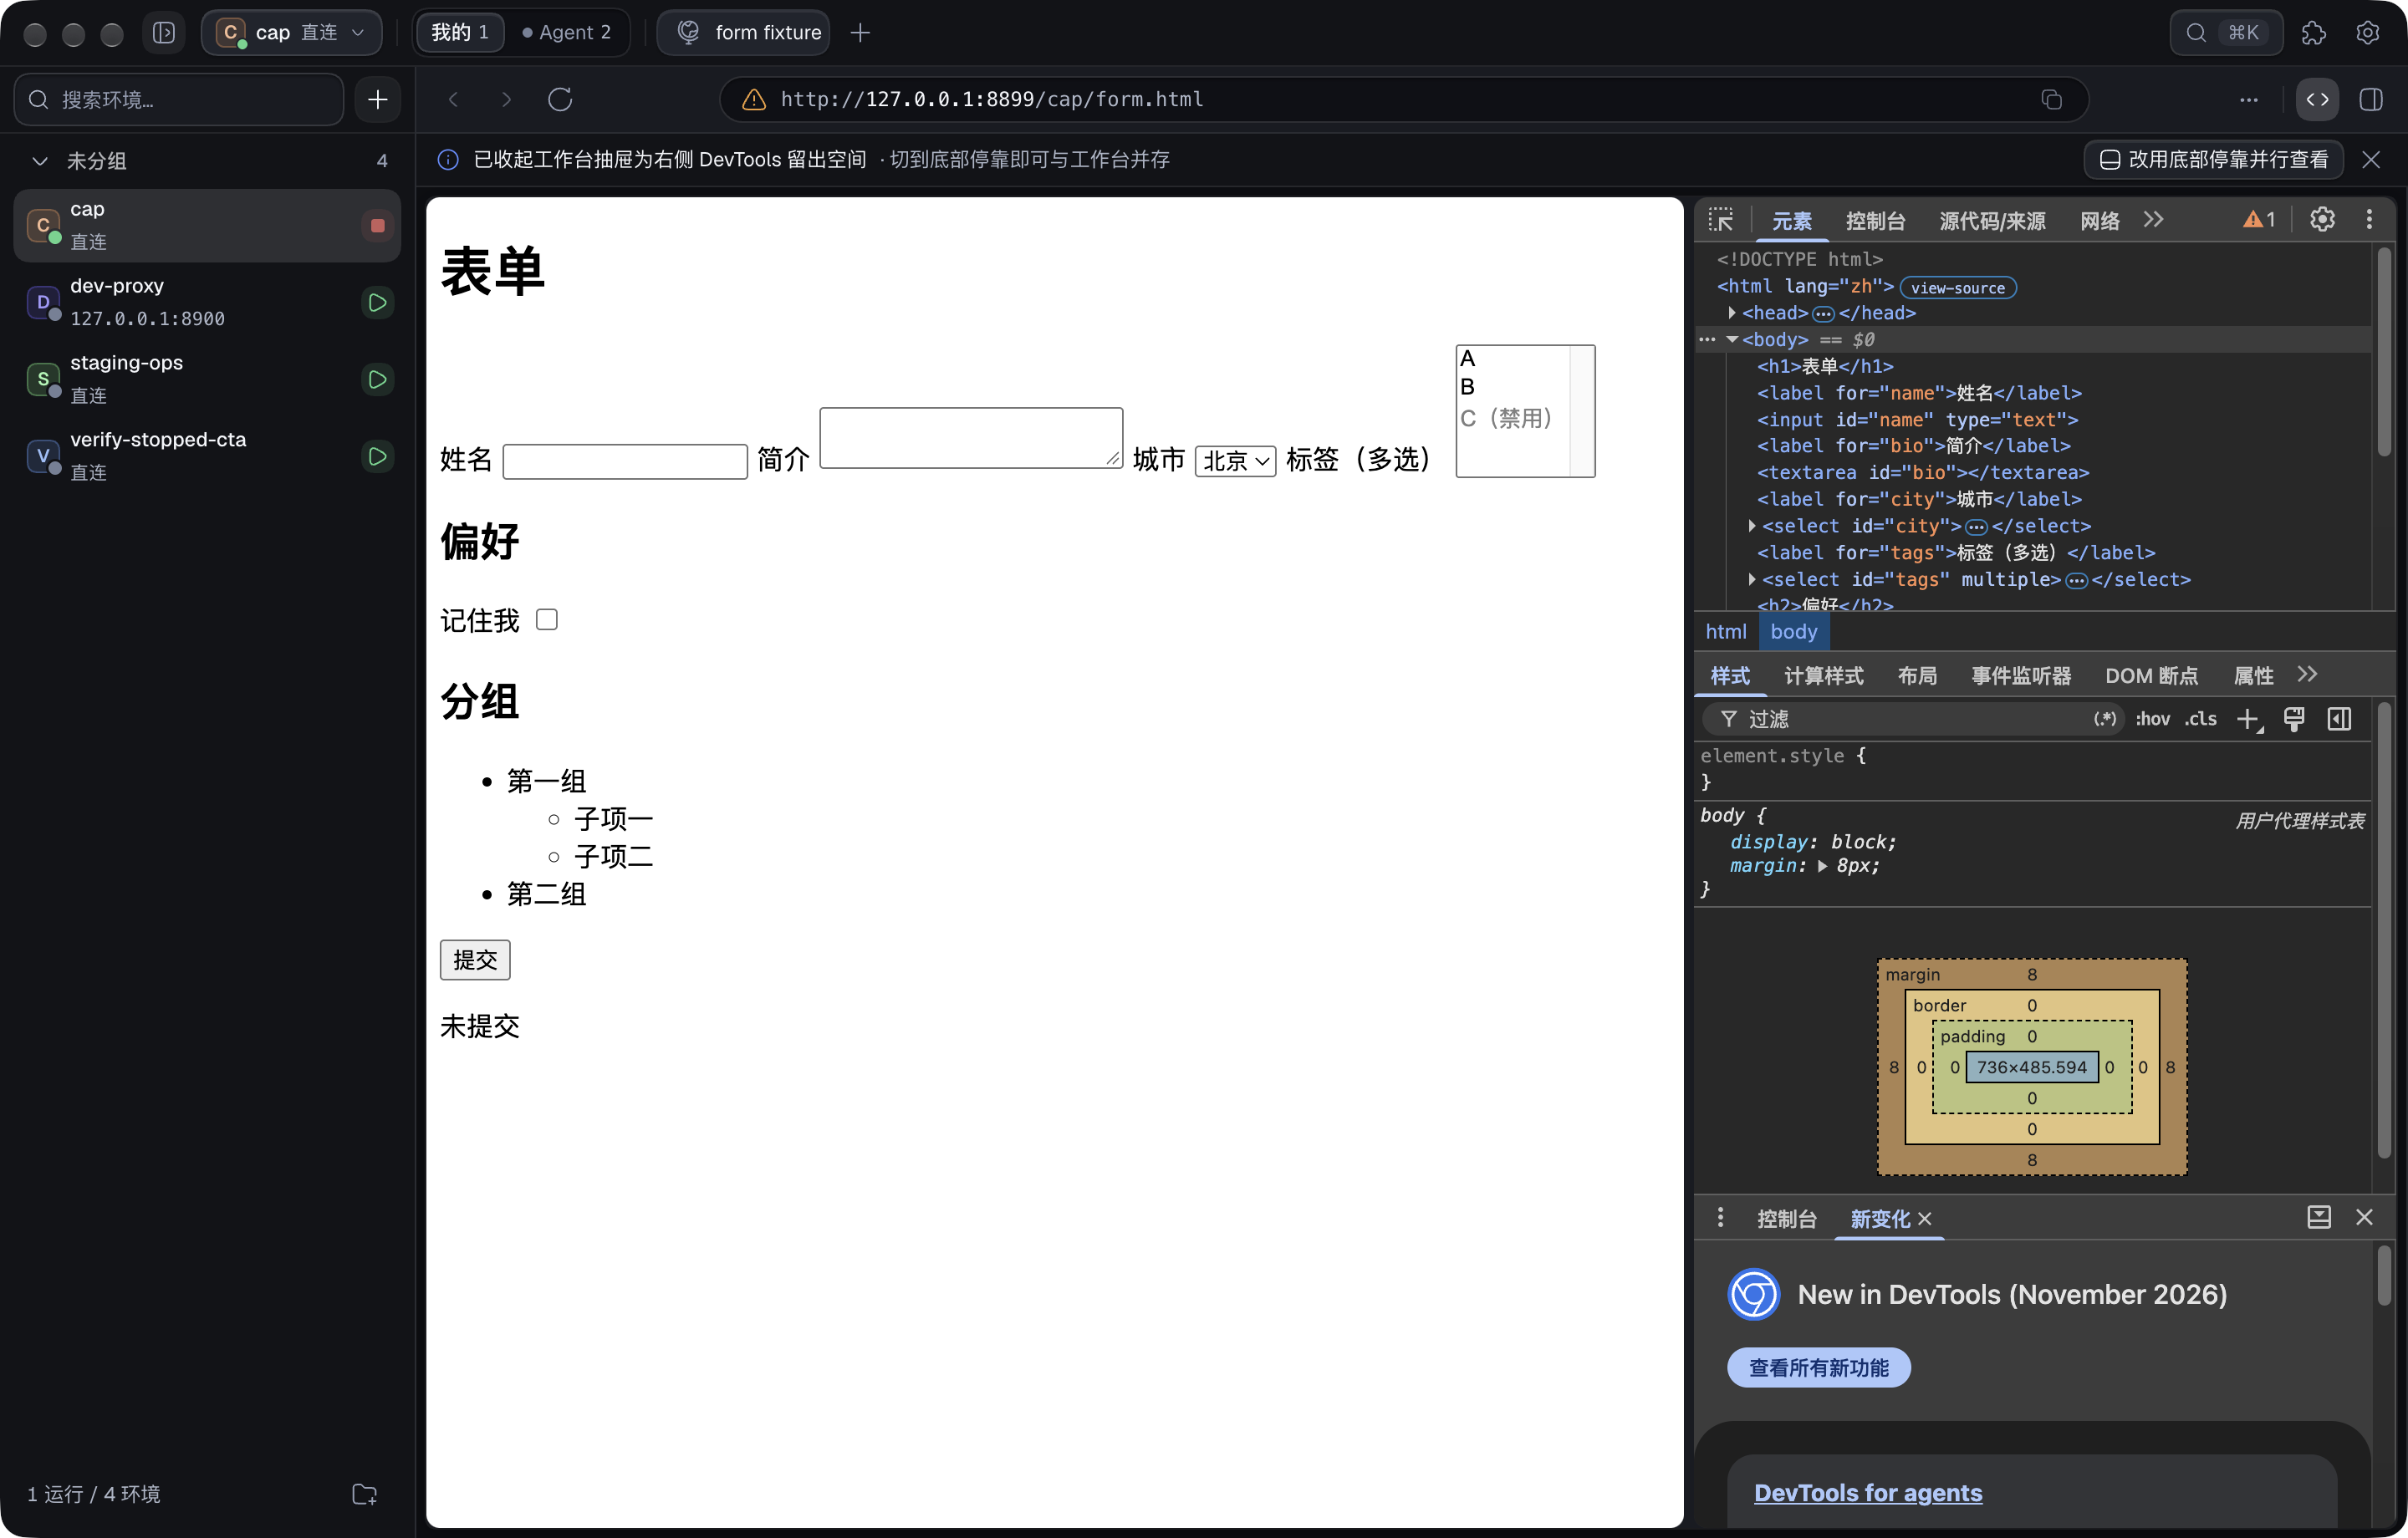 C cap 直连
我的 1
Agent 2
form fixture
⌘K
搜索环境…
http://127.0.0.1:8899/cap/form.html
未分组 4
已收起工作台抽屉为右侧 DevTools 留出空间 · 切到底部停靠即可与工作台并存
改用底部停靠并行查看
C cap
直连
D dev-proxy
127.0.0.1:8900
S staging-ops
直连
V verify-stopped-cta
直连
1 运行 / 4 环境
表单
姓名 简介 城市 北京 标签（多选）
A
B
C（禁用）
偏好
记住我
分组
• 第一组
◦ 子项一
◦ 子项二
• 第二组
提交
未提交
元素 控制台 源代码/来源 网络 1
<!DOCTYPE html>
<html lang="zh"> view-source
<head>…</head>
… <body> == $0
<h1>表单</h1>
<label for="name">姓名</label>
<input id="name" type="text">
<label for="bio">简介</label>
<textarea id="bio"></textarea>
<label for="city">城市</label>
<select id="city">…</select>
<label for="tags">标签（多选）</label>
<select id="tags" multiple>…</select>
<h2>偏好</h2>
html body
样式 计算样式 布局 事件监听器 DOM 断点 属性
过滤 (.*) :hov .cls
element.style {
}
body { 用户代理样式表
display: block;
margin: 8px;
}
margin 8
border 0
padding 0
8 0 0 736×485.594 0 0 8
0
0
8
控制台 新变化
New in DevTools (November 2026)
查看所有新功能
DevTools for agents